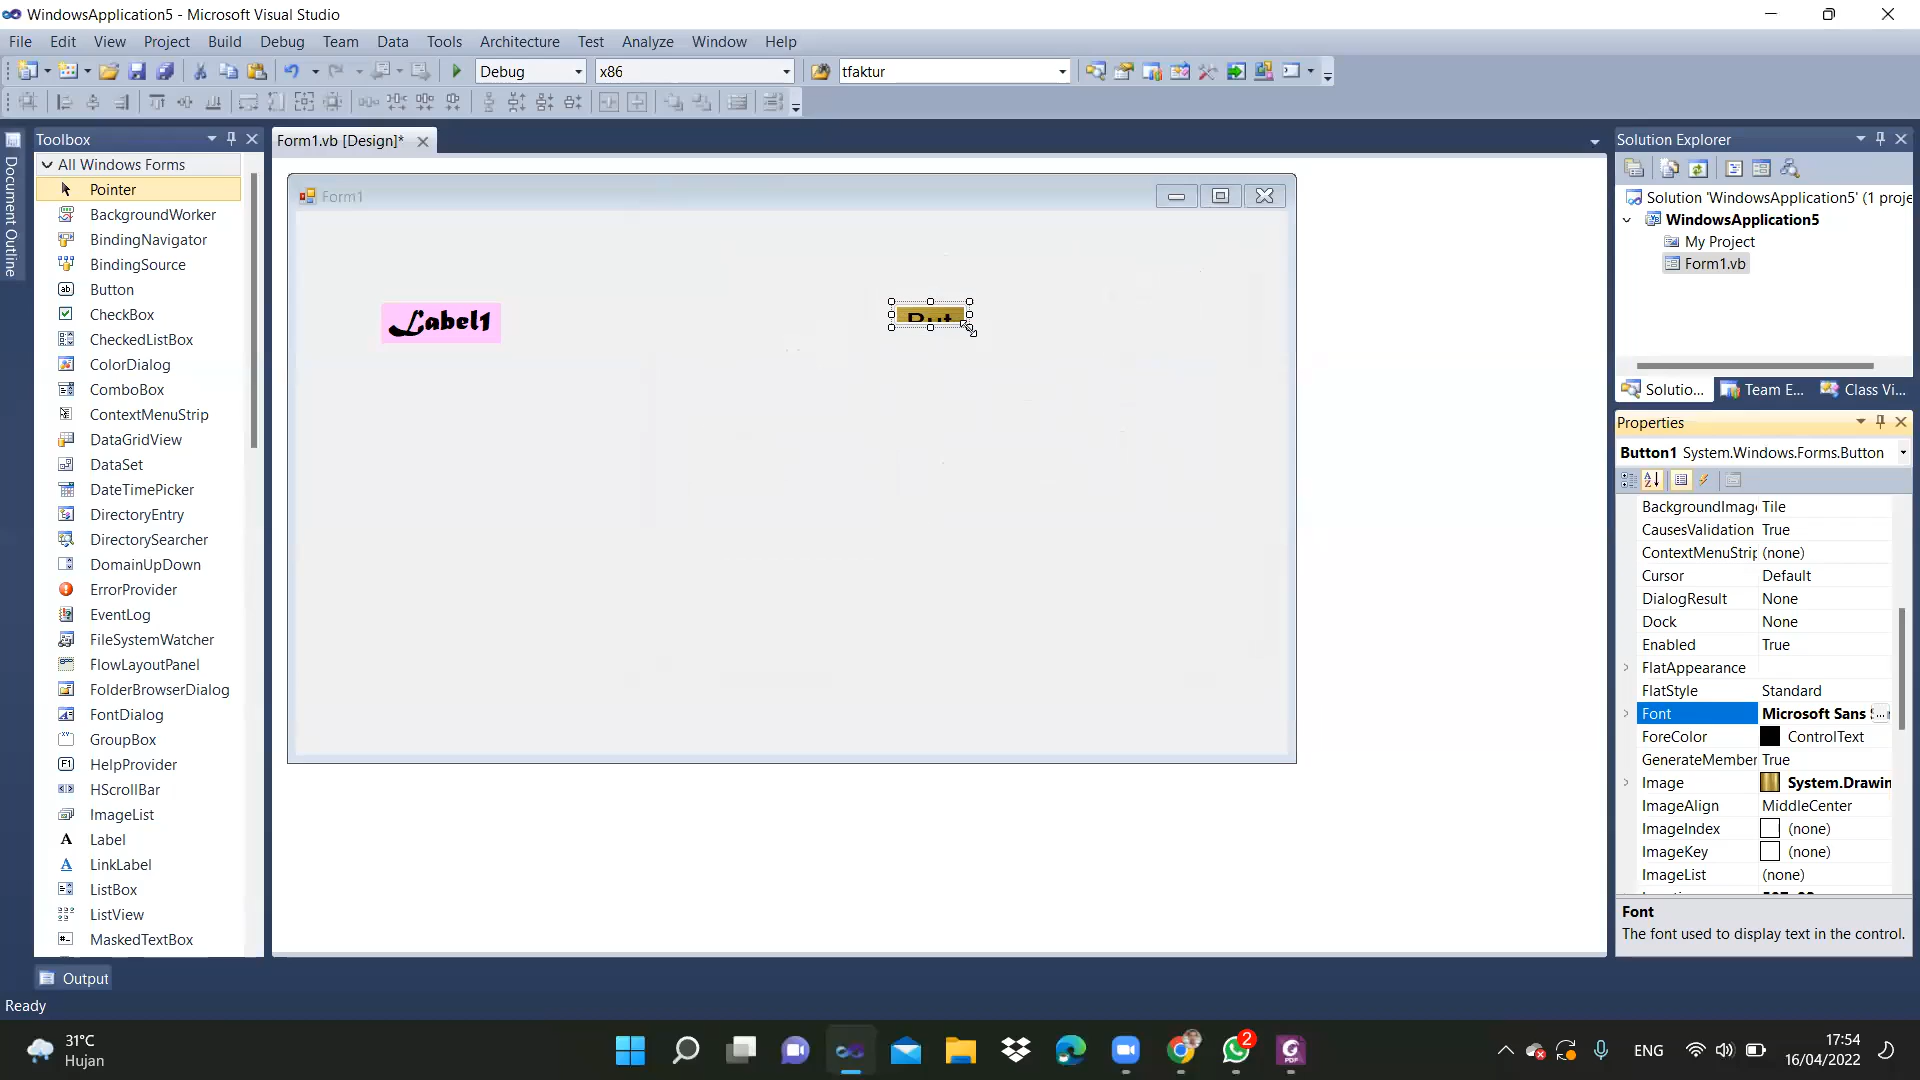 WindowsApplication5 - Microsoft Visual Studio
File Edit View Project Build Debug Team Data Tools Architecture Test Analyze Window Help
Debug x86 tfaktur
Document Outline
Toolbox
All Windows Forms
Pointer
BackgroundWorker
BindingNavigator
BindingSource
Button
CheckBox
CheckedListBox
ColorDialog
ComboBox
ContextMenuStrip
DataGridView
DataSet
DateTimePicker
DirectoryEntry
DirectorySearcher
DomainUpDown
ErrorProvider
EventLog
FileSystemWatcher
FlowLayoutPanel
FolderBrowserDialog
FontDialog
GroupBox
HelpProvider
HScrollBar
ImageList
Label
LinkLabel
ListBox
ListView
MaskedTextBox
Form1.vb [Design]*
Form1
Label1
But
Solution Explorer
Solution 'WindowsApplication5' (1 proje
WindowsApplication5
My Project
Form1.vb
Solutio... Team E... Class Vi...
Properties
Button1 System.Windows.Forms.Button
BackgroundImag Tile
CausesValidation True
ContextMenuStrip (none)
Cursor Default
DialogResult None
Dock None
Enabled True
FlatAppearance
FlatStyle Standard
Font Microsoft Sans S
ForeColor ControlText
GenerateMember True
Image System.Drawin
ImageAlign MiddleCenter
ImageIndex (none)
ImageKey (none)
ImageList (none)
Font
The font used to display text in the control.
Output
Ready
31°C
Hujan
2
PDF
ENG
17:54
16/04/2022